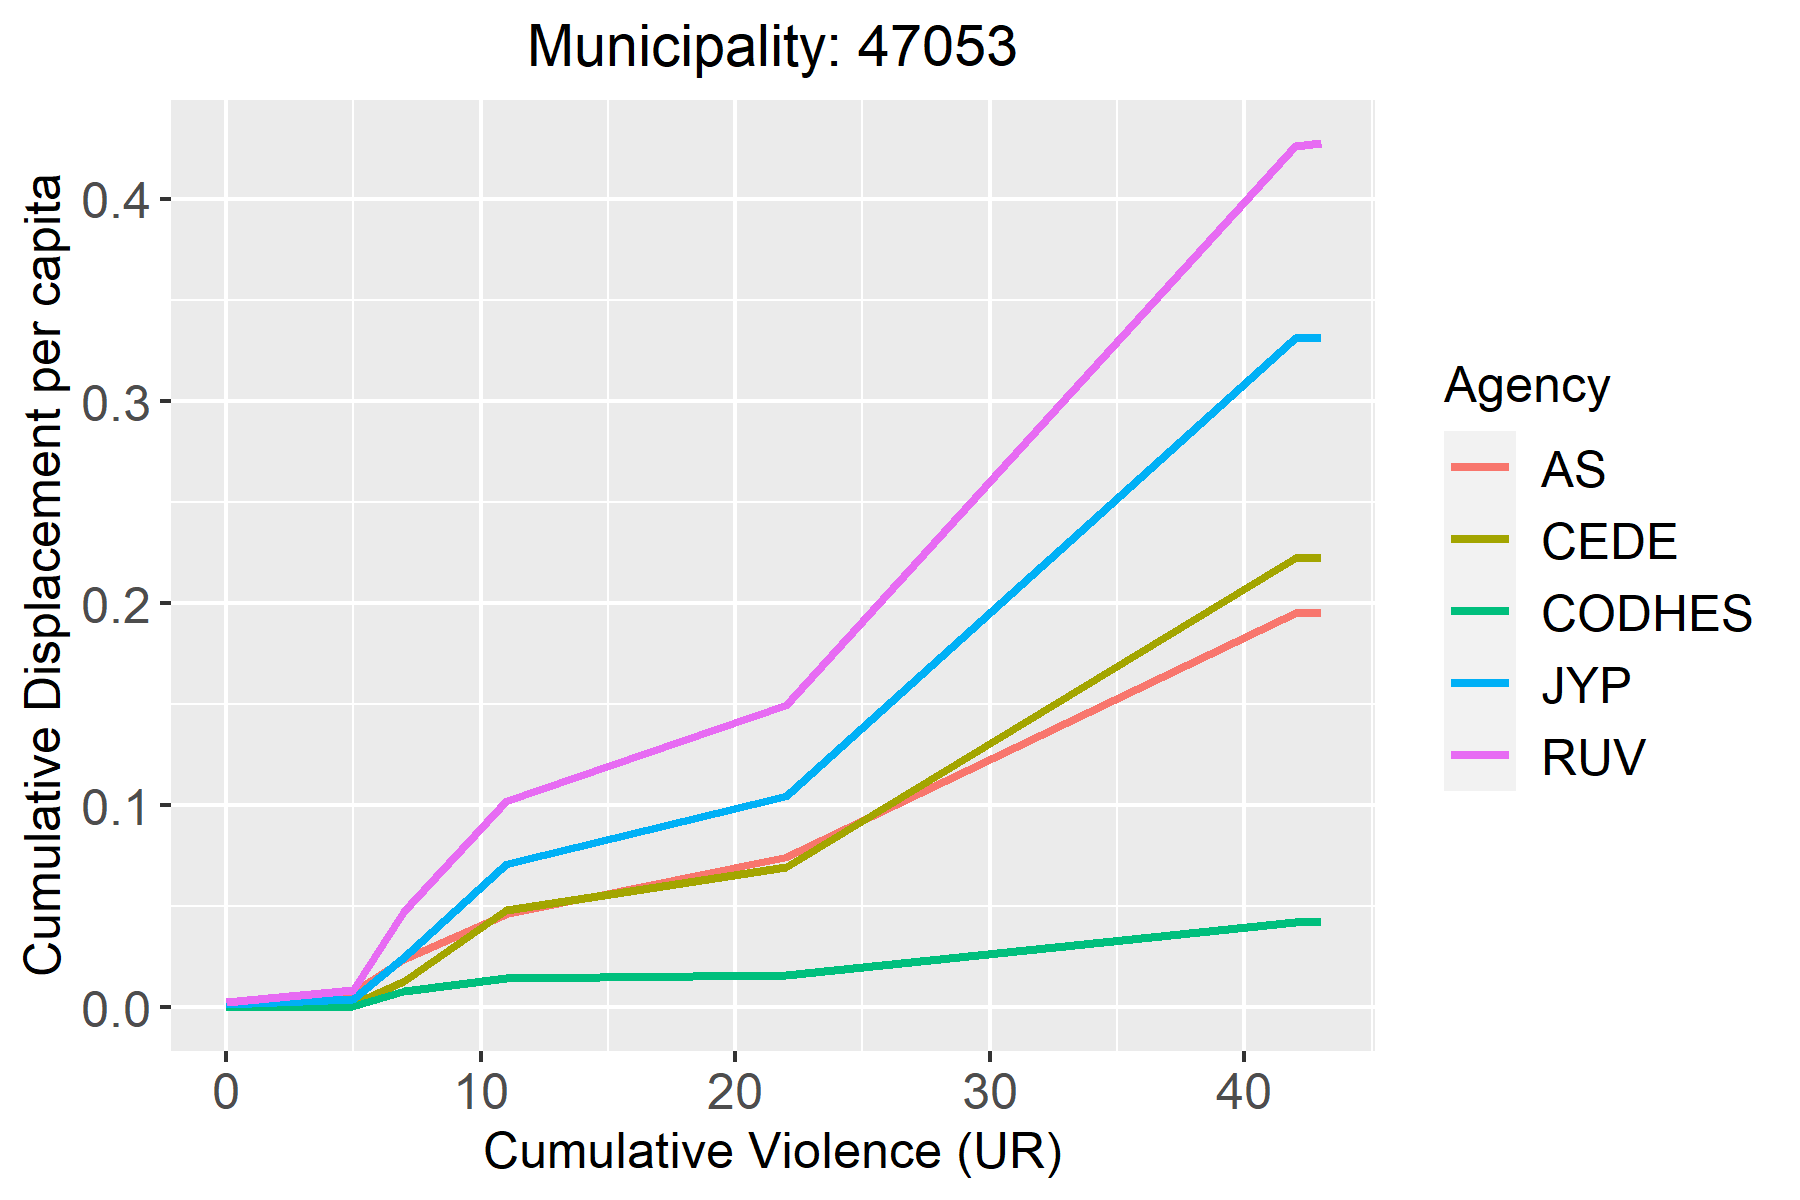 Municipality: 47053
Cumulative Displacement per capita
0.4
0.3
0.2
0.1
0.0
0 10 20 30 40
Cumulative Violence (UR)
Agency
AS
CEDE
CODHES
JYP
RUV